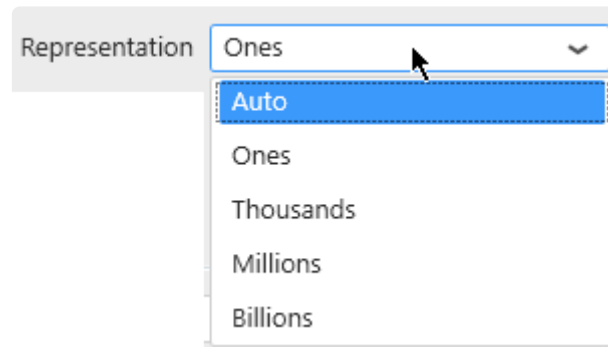 Representation Ones
Auto
Ones
Thousands
Millions
Billions